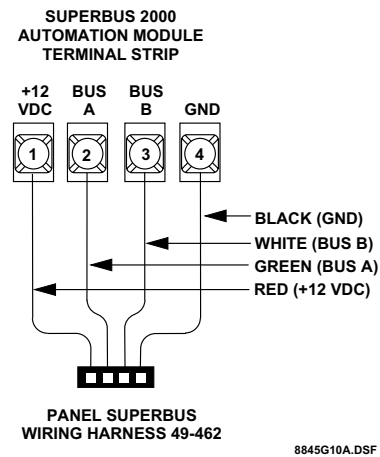 SUPERBUS 2000
AUTOMATION MODULE
TERMINAL STRIP
+12 VDC
BUS A
BUS B
GND
1 2 3 4
BLACK (GND)
WHITE (BUS B)
GREEN (BUS A)
RED (+12 VDC)
PANEL SUPERBUS
WIRING HARNESS 49-462
8845G10A.DSF